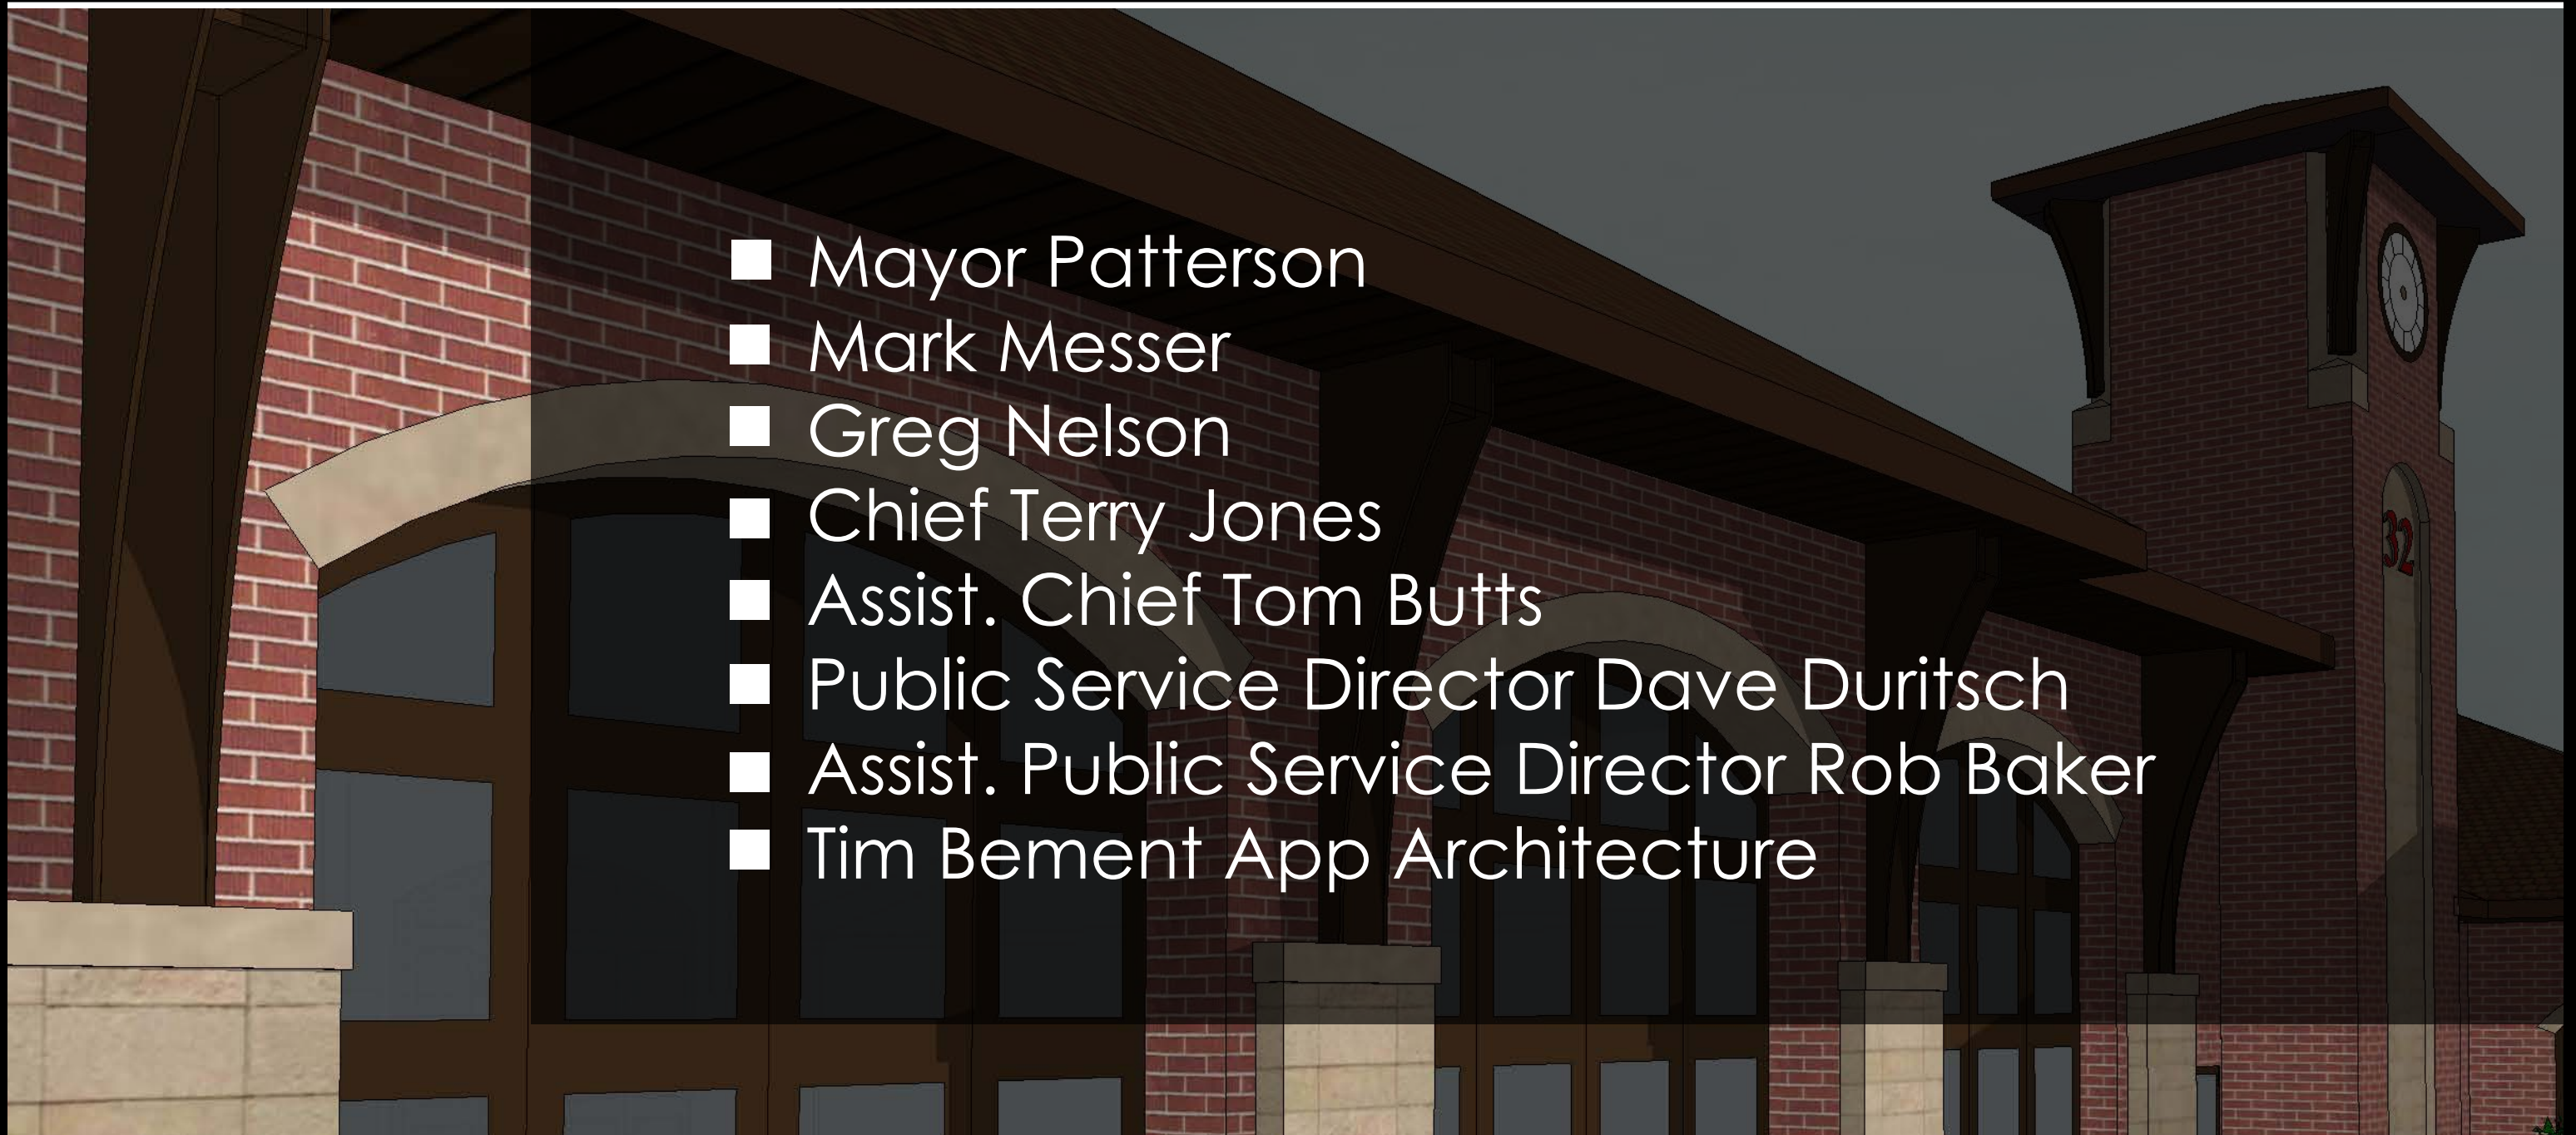 Mayor Patterson
Mark Messer
Greg Nelson
Chief Terry Jones
Assist. Chief Tom Butts
Public Service Director Dave Duritsch
Assist. Public Service Director Rob Baker
Tim Bement App Architecture
32